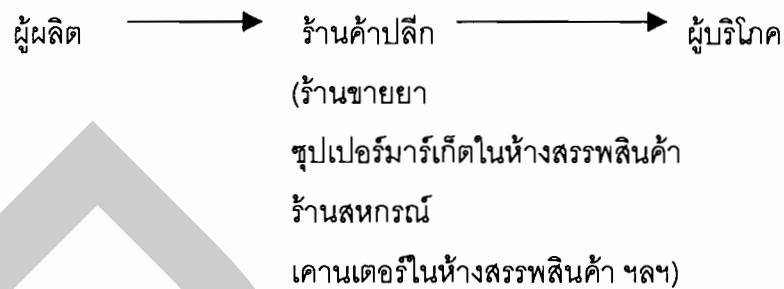 ผู้ผลิต ร้านค้าปลีก ผู้บริโภค
(ร้านขายยา
ซุปเปอร์มาร์เก็ตในห้างสรรพสินค้า
ร้านสหกรณ์
เคานเตอร์ในห้างสรรพสินค้า ฯลฯ)